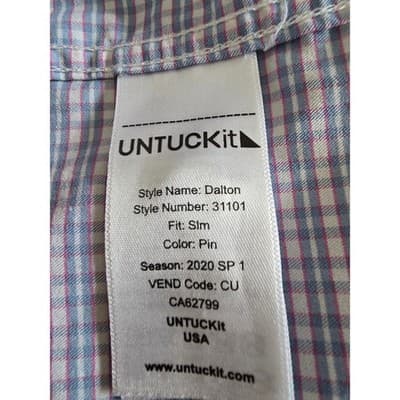 UNTUCKit
Style Name: Dalton
Style Number: 31101
Fit: Slm
Color: Pin
Season: 2020 SP 1
VEND Code: CU
CA62799
UNTUCKit
USA
www.untuckit.com